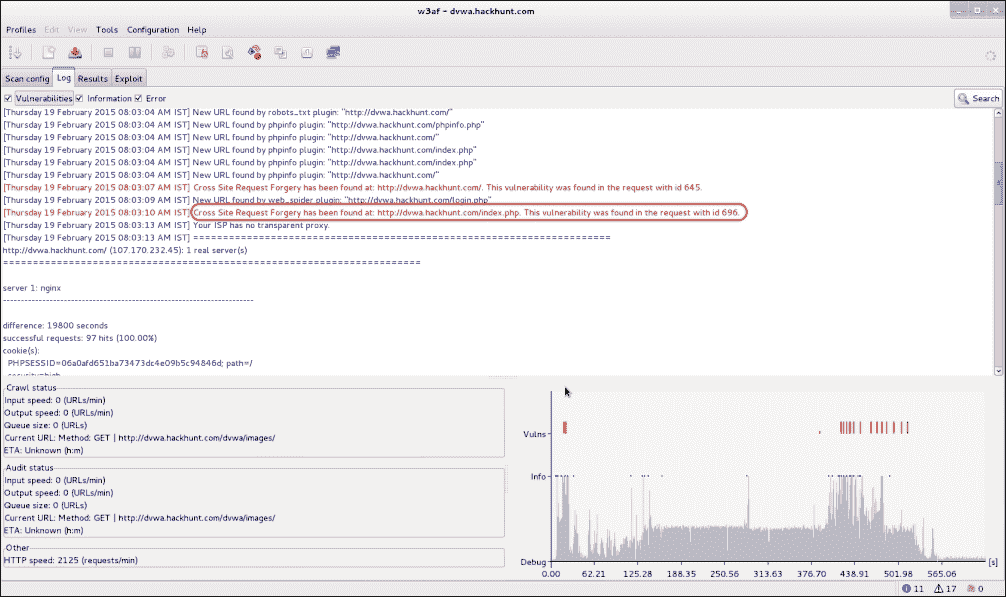 w3af - dvwa.hackhunt.com
Profiles Edit View Tools Configuration Help
Scan config Log Results Exploit
Vulnerabilities Information Error Search
[Thursday 19 February 2015 08:03:04 AM IST] New URL found by robots_txt plugin: "http://dvwa.hackhunt.com/"
[Thursday 19 February 2015 08:03:04 AM IST] New URL found by phpinfo plugin: "http://dvwa.hackhunt.com/phpinfo.php"
[Thursday 19 February 2015 08:03:04 AM IST] New URL found by phpinfo plugin: "http://dvwa.hackhunt.com/"
[Thursday 19 February 2015 08:03:04 AM IST] New URL found by phpinfo plugin: "http://dvwa.hackhunt.com/index.php"
[Thursday 19 February 2015 08:03:04 AM IST] New URL found by phpinfo plugin: "http://dvwa.hackhunt.com/index.php"
[Thursday 19 February 2015 08:03:04 AM IST] New URL found by phpinfo plugin: "http://dvwa.hackhunt.com/"
[Thursday 19 February 2015 08:03:07 AM IST] Cross Site Request Forgery has been found at: http://dvwa.hackhunt.com/. This vulnerability was found in the request with id 645.
[Thursday 19 February 2015 08:03:09 AM IST] New URL found by web_spider plugin: "http://dvwa.hackhunt.com/login.php"
[Thursday 19 February 2015 08:03:10 AM IST] Cross Site Request Forgery has been found at: http://dvwa.hackhunt.com/index.php. This vulnerability was found in the request with id 696.
[Thursday 19 February 2015 08:03:13 AM IST] Your ISP has no transparent proxy.
[Thursday 19 February 2015 08:03:13 AM IST] ======================================================================
http://dvwa.hackhunt.com/ (107.170.232.45): 1 real server(s)
======================================================================
server 1: nginx
----------------------------------------------------------------------
difference: 19800 seconds
successful requests: 97 hits (100.00%)
cookie(s):
PHPSESSID=06a0afd651ba73473dc4e09b5c94846d; path=/
security=high
Crawl status
Input speed: 0 (URLs/min)
Output speed: 0 (URLs/min)
Queue size: 0 (URLs)
Current URL: Method: GET | http://dvwa.hackhunt.com/dvwa/images/
ETA: Unknown (h:m)
Audit status
Input speed: 0 (URLs/min)
Output speed: 0 (URLs/min)
Queue size: 0 (URLs)
Current URL: Method: GET | http://dvwa.hackhunt.com/dvwa/images/
ETA: Unknown (h:m)
Other
HTTP speed: 2125 (requests/min)
Vulns
Info
Debug
0.00 62.21 125.28 188.35 250.56 313.63 376.70 438.91 501.98 565.06 [s]
11 17 0